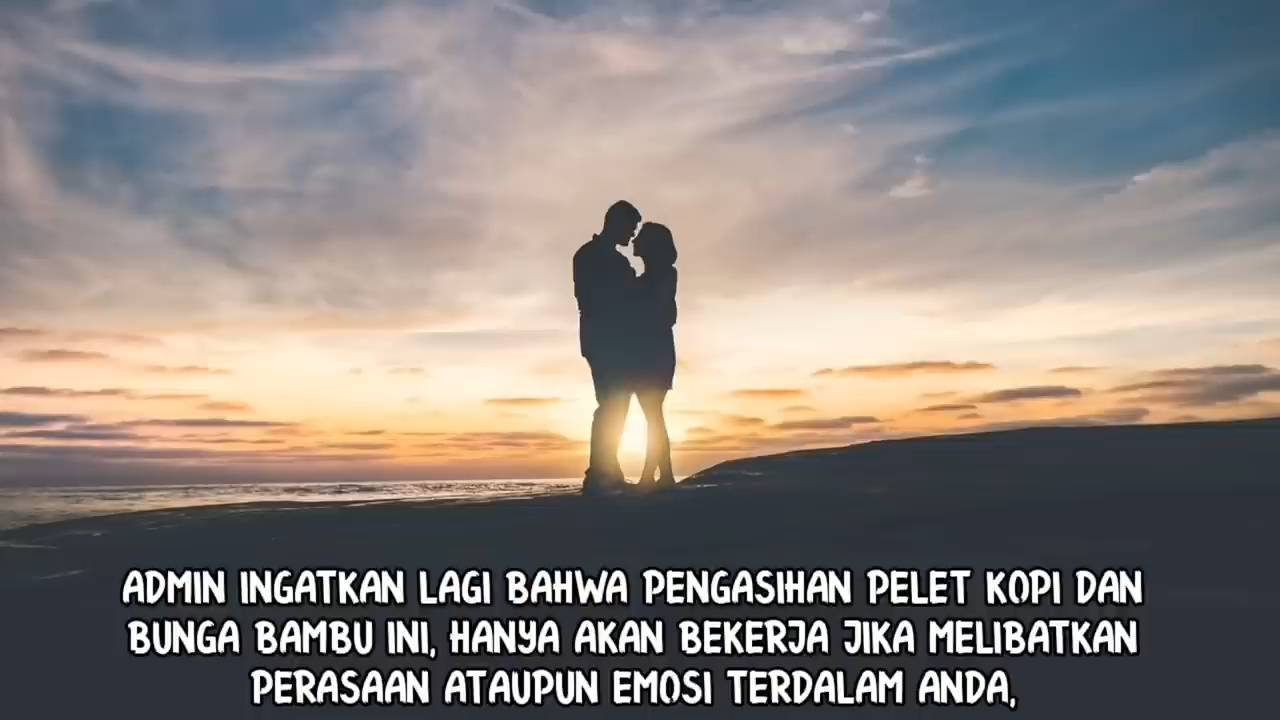 ADMIN INGATKAN LAGI BAHWA PENGASIHAN PELET KOPI DAN
BUNGA BAMBU INI, HANYA AKAN BEKERJA JIKA MELIBATKAN
PERASAAN ATAUPUN EMOSI TERDALAM ANDA,